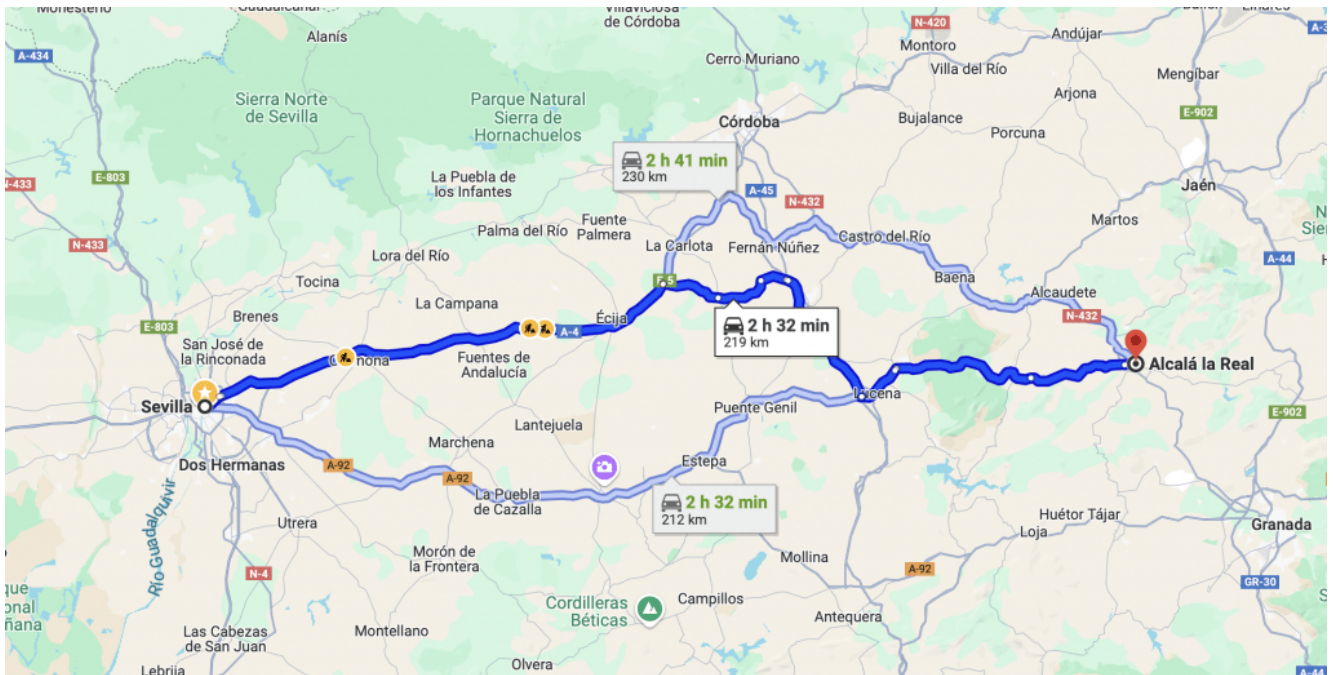 Monesterio
Guadalcanal
Villaviciosa
de Córdoba
N-420
Linares
A-434
Alanís
Montoro
Andújar
Cerro Muriano
Villa del Río
Mengíbar
Sierra Norte
de Sevilla
Parque Natural
Sierra de
Hornachuelos
Arjona
E-902
Córdoba
Bujalance
Porcuna
2 h 41 min
230 km
E-803
N-433
La Puebla de
los Infantes
A-45
N-432
Jaén
Martos
Palma del Río
Fuente
Palmera
N-433
La Carlota
Fernán Núñez
Castro del Río
Lora del Río
A-44
Tocina
E-5
Baena
Alcaudete
La Campana
Brenes
Écija
N-432
E-803
A-4
2 h 32 min
219 km
San José de
la Rinconada
Fuentes de
Andalucía
Alcalá la Real
Sevilla
Lucena
Puente Genil
E-902
Lantejuela
Marchena
Dos Hermanas
A-92
Estepa
A-92
La Puebla
de Cazalla
2 h 32 min
212 km
Río Guadalquivir
Utrera
Huétor Tájar
Granada
Loja
Morón de
la Frontera
Mollina
N-4
A-92
GR-30
Cordilleras
Béticas
Campillos
Antequera
Las Cabezas
de San Juan
Montellano
Olvera
Lebrija
A-44